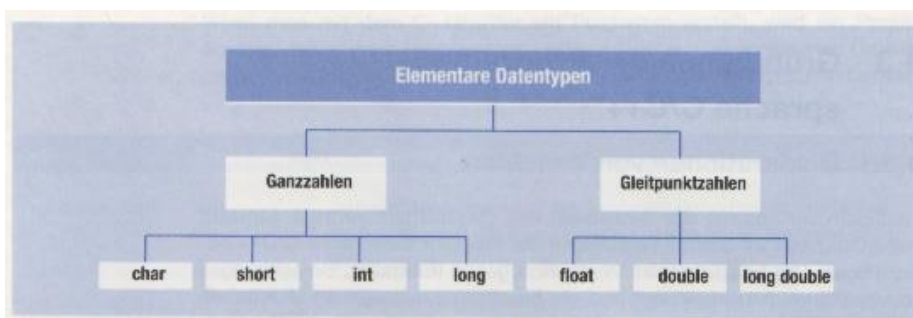 Elementare Datentypen
Ganzzahlen
Gleitpunktzahlen
char
short
int
long
float
double
long double